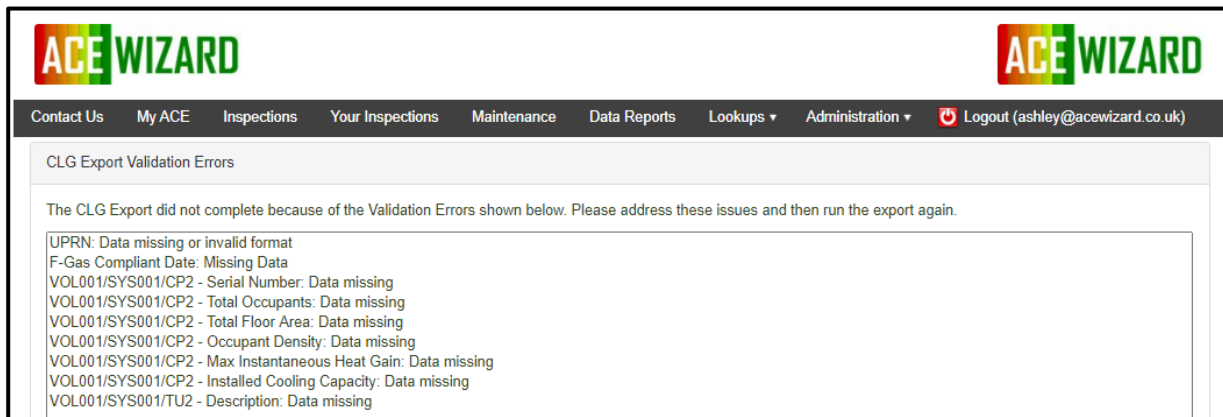 ACE WIZARD ACE WIZARD
Contact Us My ACE Inspections Your Inspections Maintenance Data Reports Lookups ▾ Administration ▾ Logout (ashley@acewizard.co.uk)
CLG Export Validation Errors
The CLG Export did not complete because of the Validation Errors shown below. Please address these issues and then run the export again.
UPRN: Data missing or invalid format
F-Gas Compliant Date: Missing Data
VOL001/SYS001/CP2 - Serial Number: Data missing
VOL001/SYS001/CP2 - Total Occupants: Data missing
VOL001/SYS001/CP2 - Total Floor Area: Data missing
VOL001/SYS001/CP2 - Occupant Density: Data missing
VOL001/SYS001/CP2 - Max Instantaneous Heat Gain: Data missing
VOL001/SYS001/CP2 - Installed Cooling Capacity: Data missing
VOL001/SYS001/TU2 - Description: Data missing